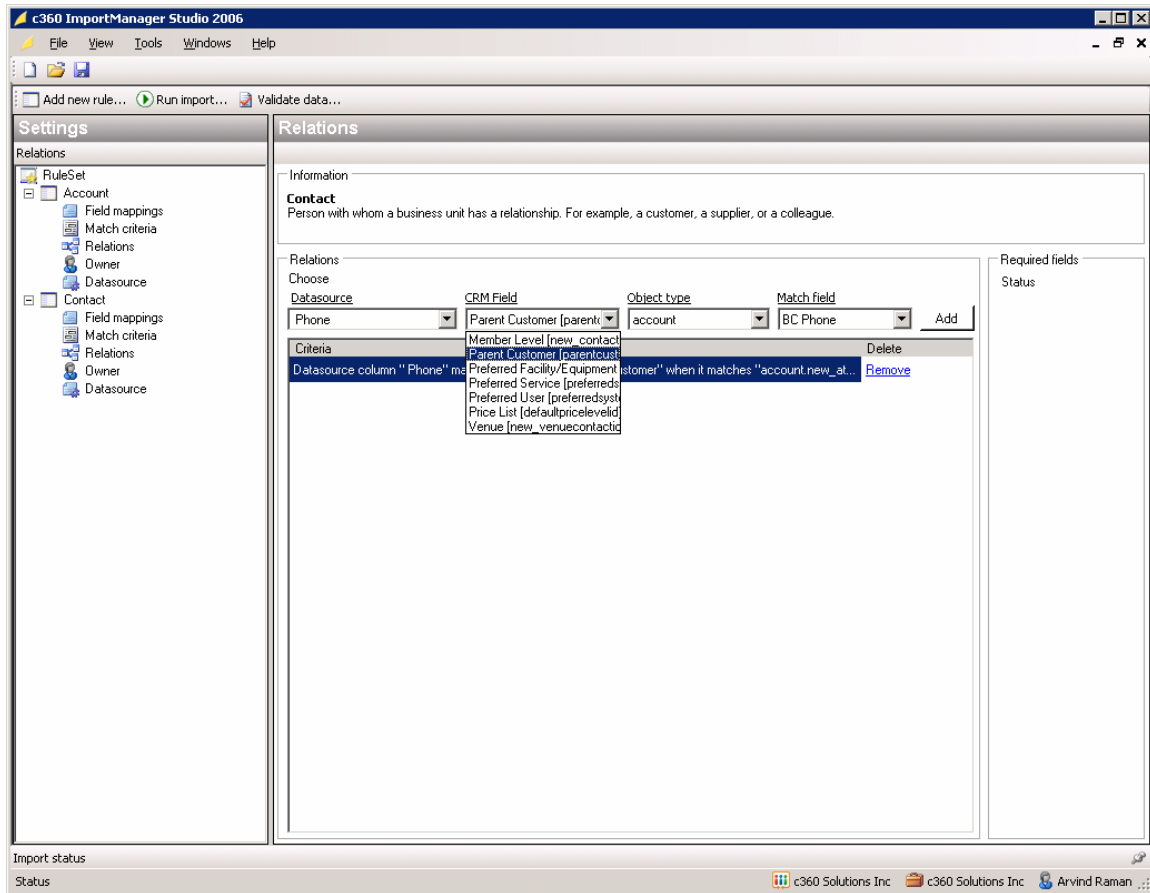 c360 ImportManager Studio 2006
File View Tools Windows Help
Add new rule... Run import... Validate data...
Settings
Relations
RuleSet
Account
Field mappings
Match criteria
Relations
Owner
Datasource
Contact
Field mappings
Match criteria
Relations
Owner
Datasource
Relations
Information
Contact
Person with whom a business unit has a relationship. For example, a customer, a supplier, or a colleague.
Relations
Choose
Datasource CRM Field Object type Match field
Phone Parent Customer [parentc account BC Phone Add
Criteria Delete
Datasource column " Phone" ma istomer" when it matches "account.new_at... Remove
Member Level [new_contact
Parent Customer [parentcust
Preferred Facility/Equipment
Preferred Service [preferreds
Preferred User [preferredsyst
Price List [defaultpricelevelid]
Venue [new_venuecontactid
Required fields
Status
Import status
Status c360 Solutions Inc c360 Solutions Inc Arvind Raman